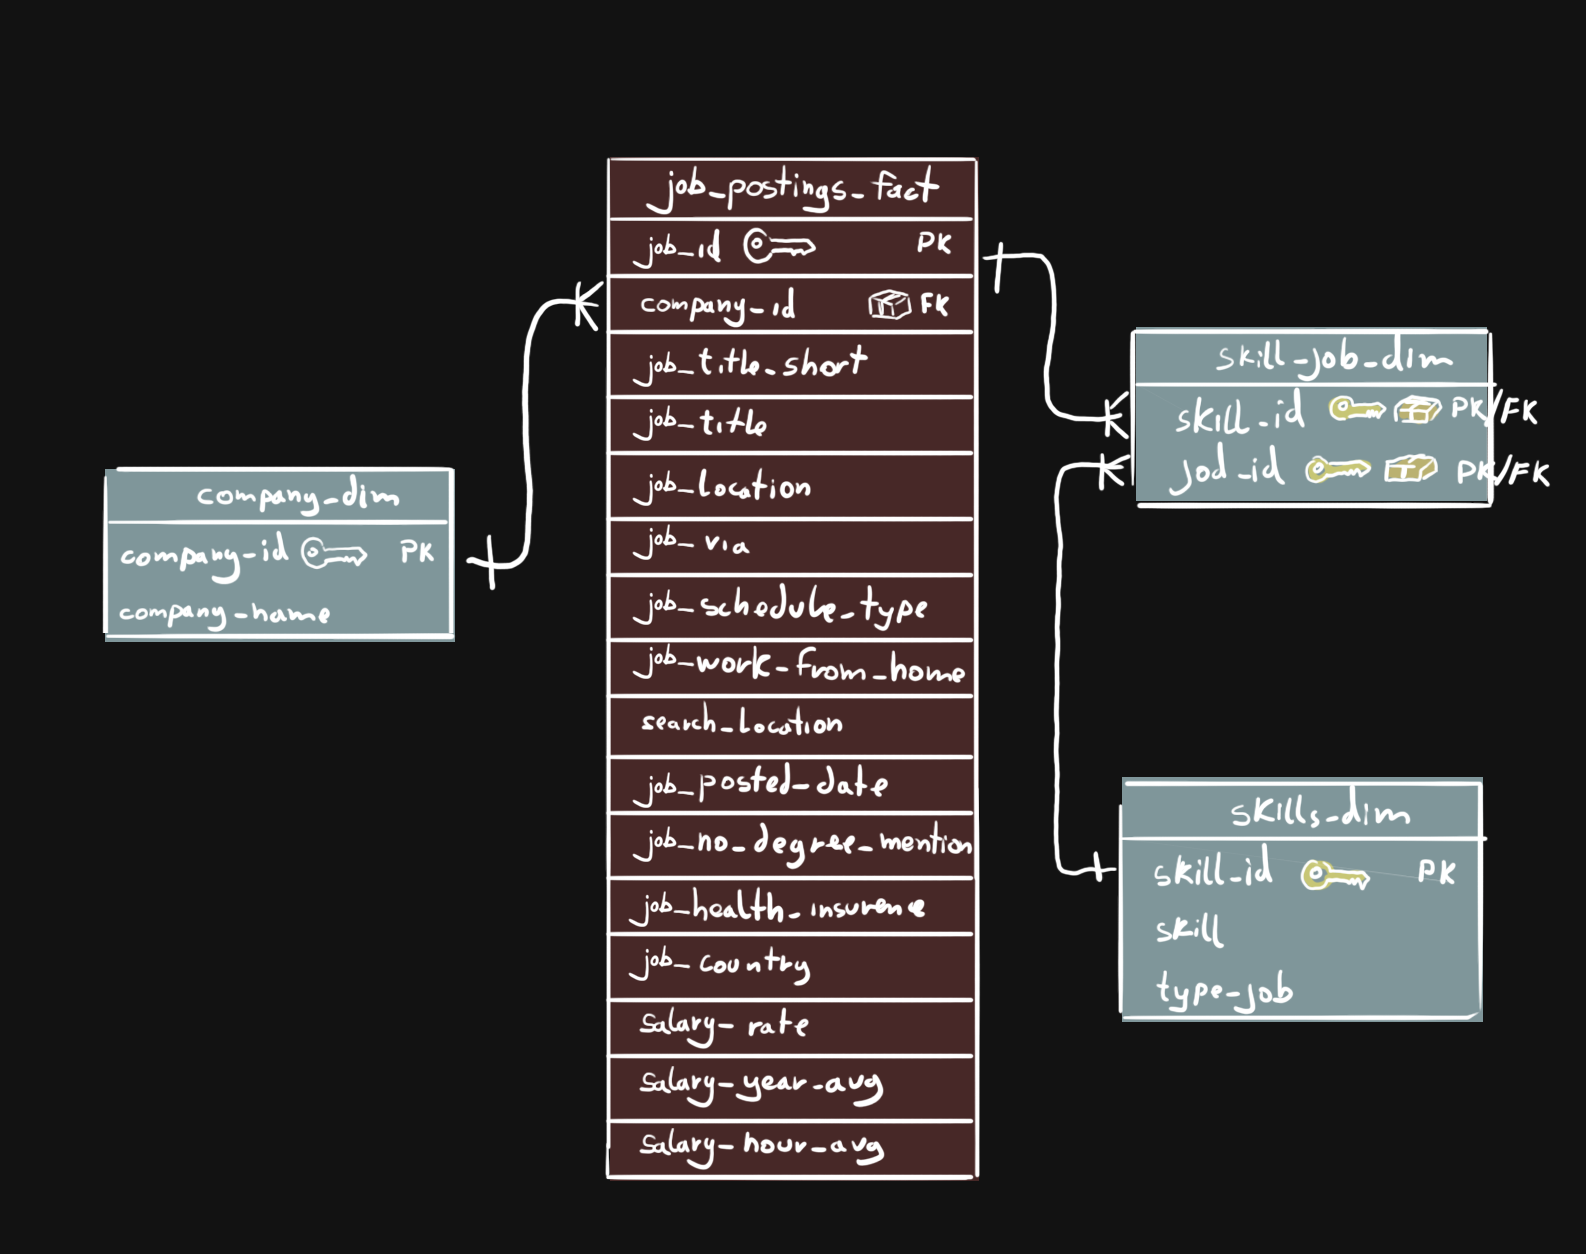 job_postings_fact
job_id PK
company_id FK
job_title_short
job_title
job_location
job_via
job_schedule_type
job_work_from_home
search_location
job_posted_date
job_no_degree_mention
job_health_insurence
job_country
salary_rate
salary_year_avg
salary_hour_avg
company_dim
company_id PK
company_name
skill_job_dim
skill_id PK/FK
jod_id PK/FK
skills_dim
skill_id PK
skill
type_job